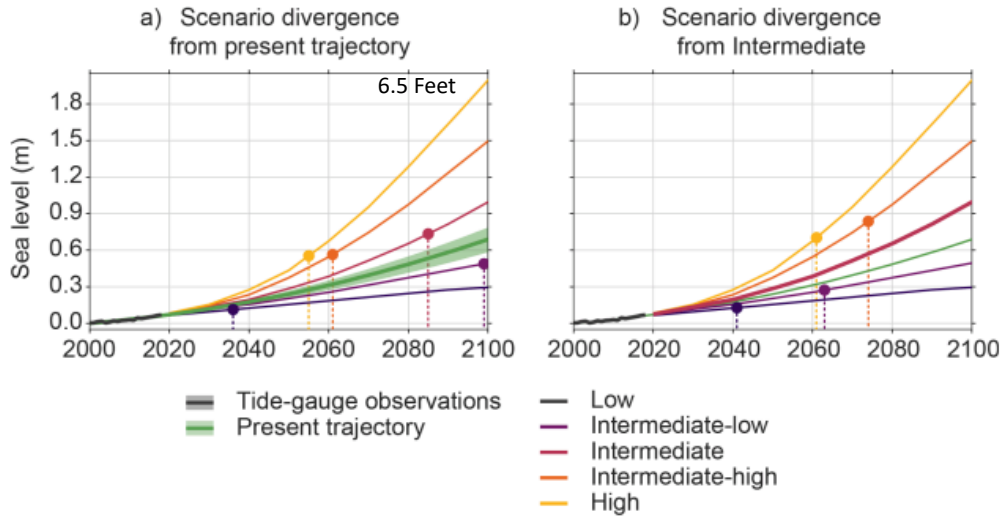 a) Scenario divergence
from present trajectory
b) Scenario divergence
from Intermediate
6.5 Feet
Sea level (m)
1.8
1.5
1.2
0.9
0.6
0.3
0.0
2000 2020 2040 2060 2080 2100
2000 2020 2040 2060 2080 2100
Tide-gauge observations
Present trajectory
Low
Intermediate-low
Intermediate
Intermediate-high
High